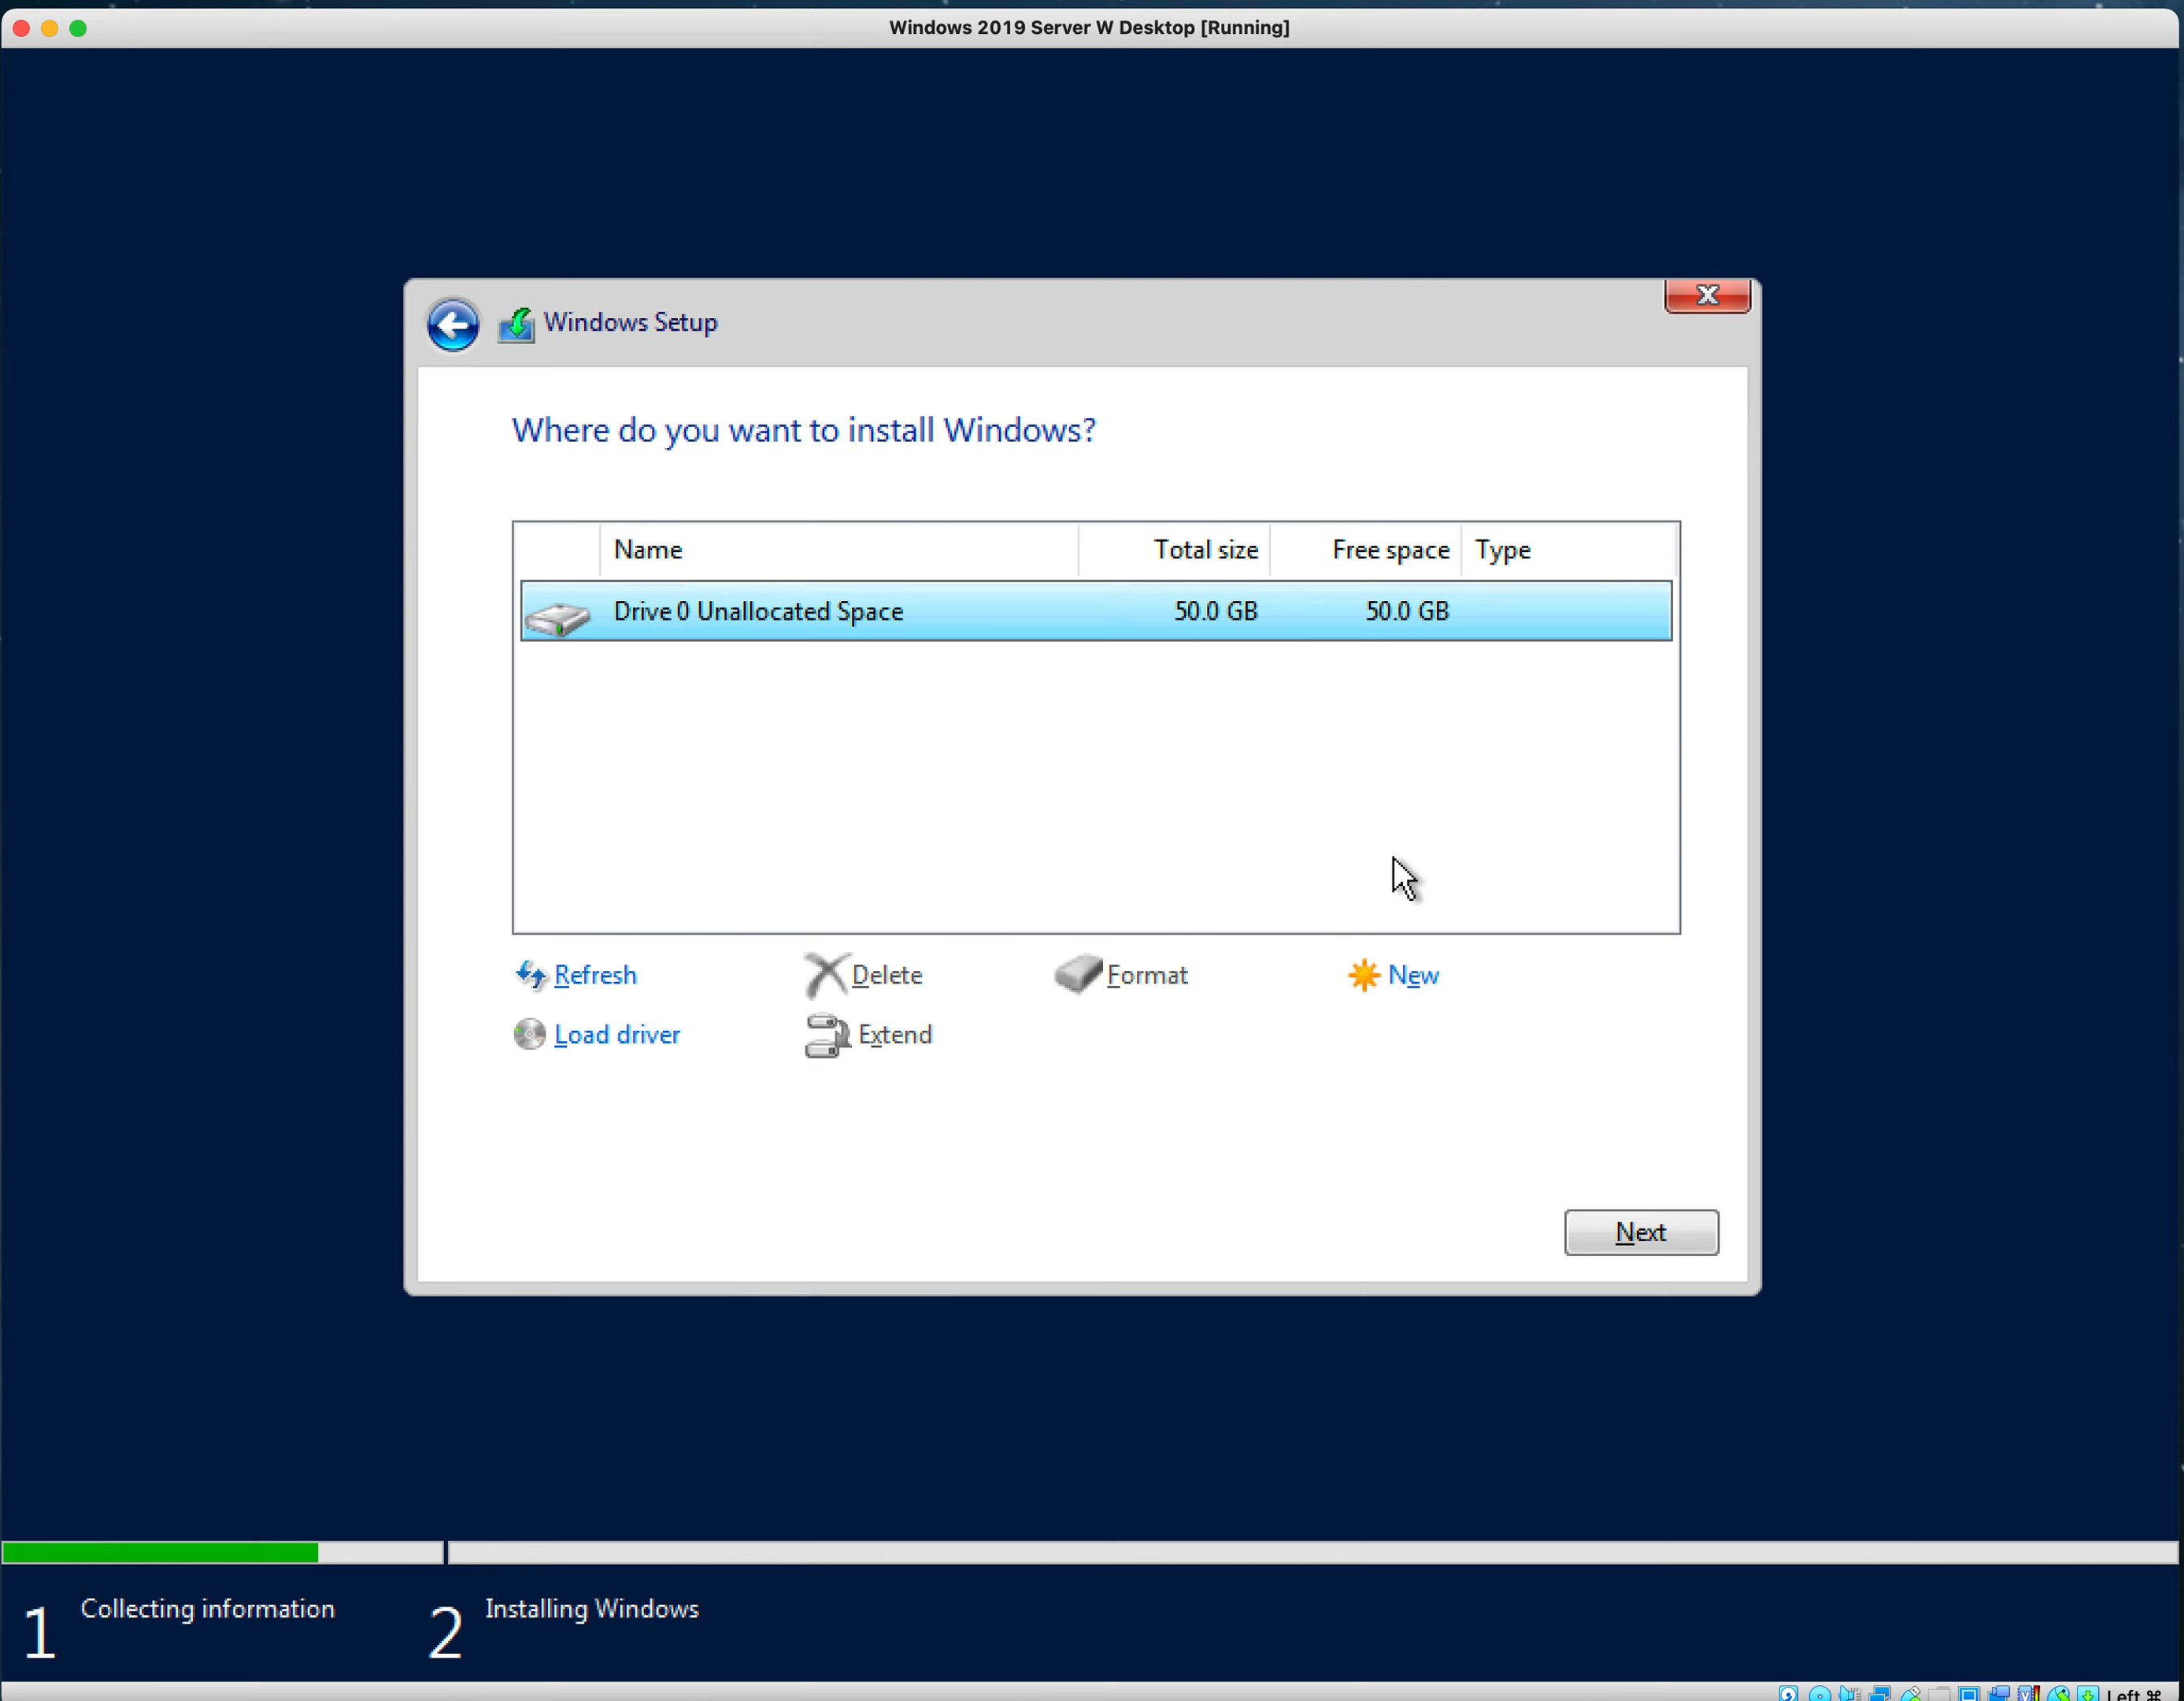 Windows 2019 Server W Desktop [Running]
Windows Setup
Where do you want to install Windows?
Name Total size Free space Type
Drive 0 Unallocated Space 50.0 GB 50.0 GB
Refresh Delete Format New
Load driver Extend
Next
1 Collecting information 2 Installing Windows
Left ⌘